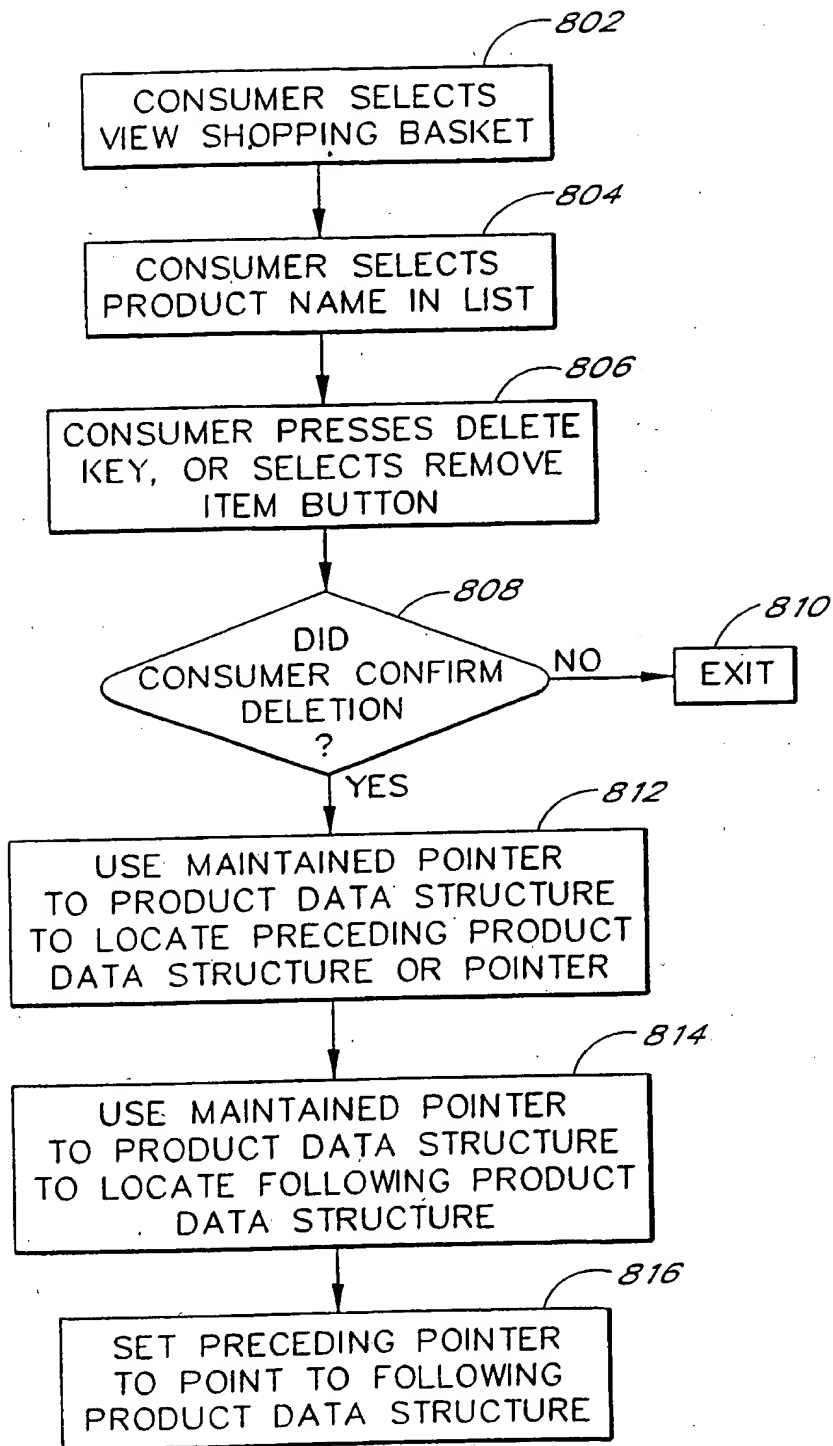 802
CONSUMER SELECTS
VIEW SHOPPING BASKET
804
CONSUMER SELECTS
PRODUCT NAME IN LIST
806
CONSUMER PRESSES DELETE
KEY, OR SELECTS REMOVE
ITEM BUTTON
808
DID
CONSUMER CONFIRM
DELETION
?
NO
810
EXIT
YES
812
USE MAINTAINED POINTER
TO PRODUCT DATA STRUCTURE
TO LOCATE PRECEDING PRODUCT
DATA STRUCTURE OR POINTER
814
USE MAINTAINED POINTER
TO PRODUCT DATA STRUCTURE
TO LOCATE FOLLOWING PRODUCT
DATA STRUCTURE
816
SET PRECEDING POINTER
TO POINT TO FOLLOWING
PRODUCT DATA STRUCTURE